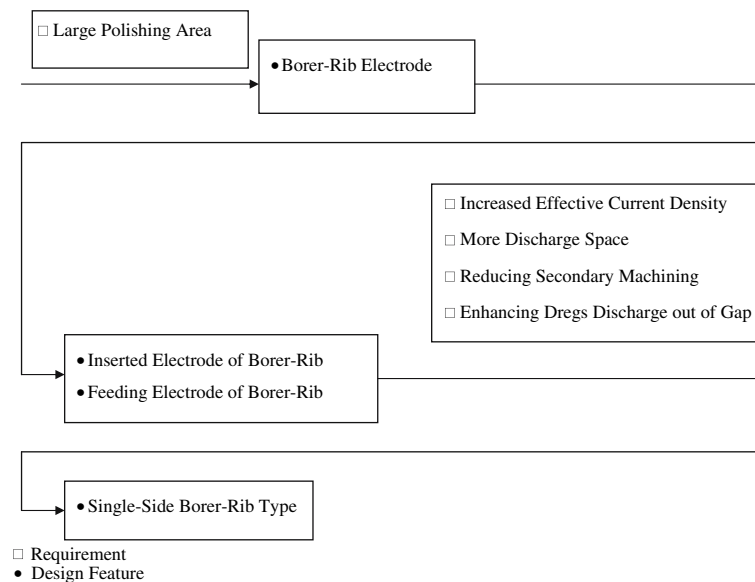 □ Large Polishing Area
● Borer-Rib Electrode
□ Increased Effective Current Density
□ More Discharge Space
□ Reducing Secondary Machining
□ Enhancing Dregs Discharge out of Gap
● Inserted Electrode of Borer-Rib
● Feeding Electrode of Borer-Rib
● Single-Side Borer-Rib Type
□ Requirement
● Design Feature